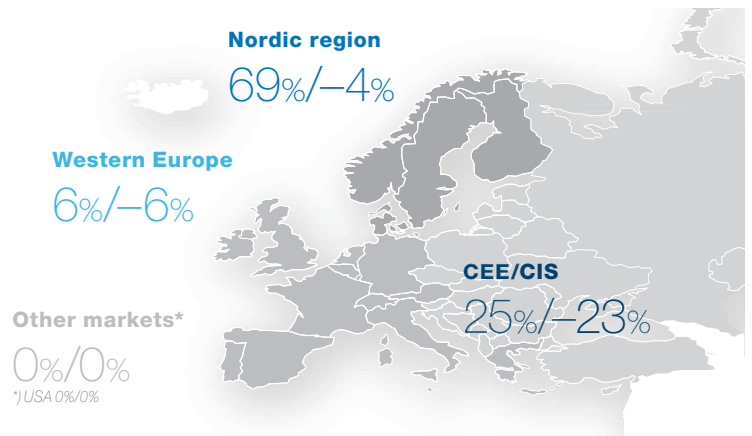 Nordic region
69%/–4%
Western Europe
6%/–6%
CEE/CIS
25%/–23%
Other markets*
0%/0%
*) USA 0%/0%